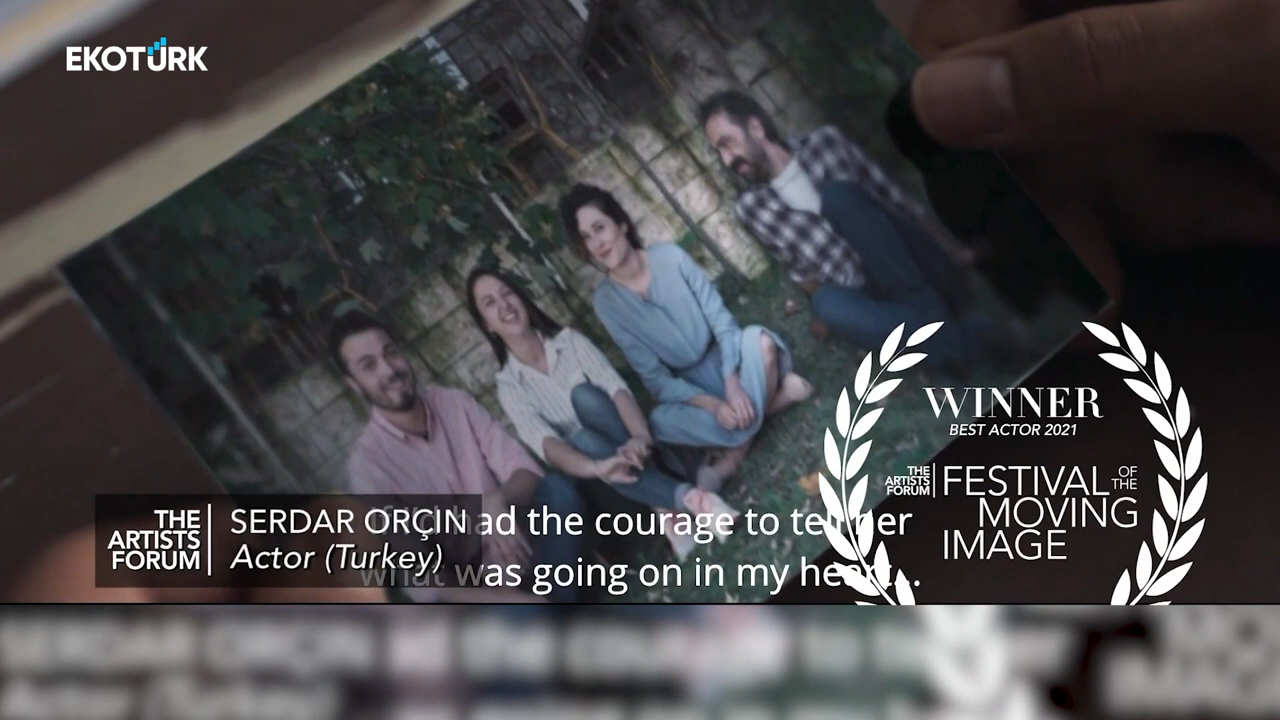 EKOTÜRK
WINNER
BEST ACTOR 2021
THE ARTISTS FORUM
FESTIVAL OF THE
MOVING
IMAGE
THE
ARTISTS
FORUM
SERDAR ORÇIN
Actor (Turkey)
had the courage to tell her
what was going on in my heart...